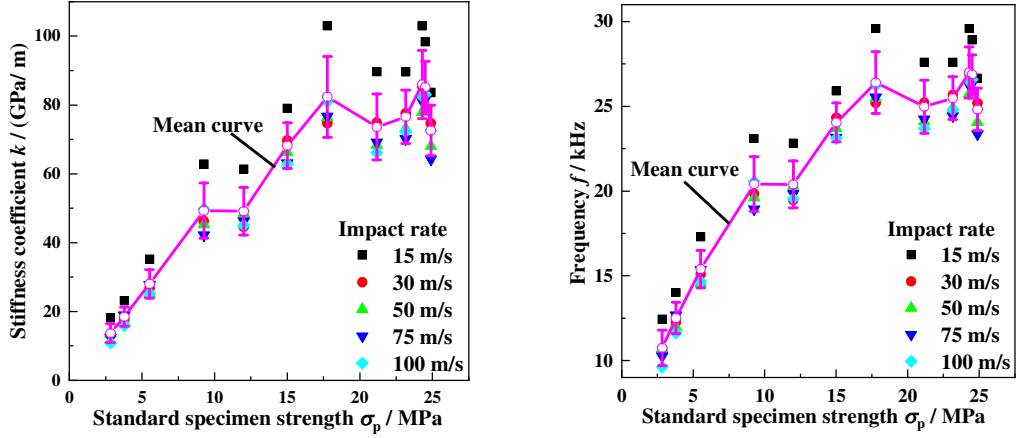 Stiffness coefficient k / (GPa/ m)
100
80
60
40
20
0
Mean curve
Impact rate
15 m/s
30 m/s
50 m/s
75 m/s
100 m/s
0 5 10 15 20 25
Standard specimen strength σp / MPa
Frequency f / kHz
30
25
20
15
10
Mean curve
Impact rate
15 m/s
30 m/s
50 m/s
75 m/s
100 m/s
0 5 10 15 20 25
Standard specimen strength σp / MPa